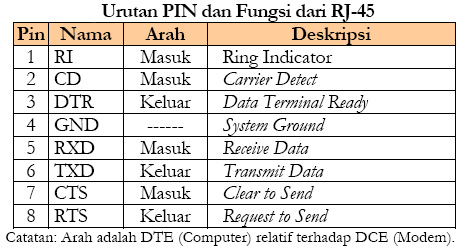 Urutan PIN dan Fungsi dari RJ-45
Pin Nama Arah Deskripsi
1 RI Masuk Ring Indicator
2 CD Masuk Carrier Detect
3 DTR Keluar Data Terminal Ready
4 GND ------ System Ground
5 RXD Masuk Receive Data
6 TXD Keluar Transmit Data
7 CTS Masuk Clear to Send
8 RTS Keluar Request to Send
Catatan: Arah adalah DTE (Computer) relatif terhadap DCE (Modem).